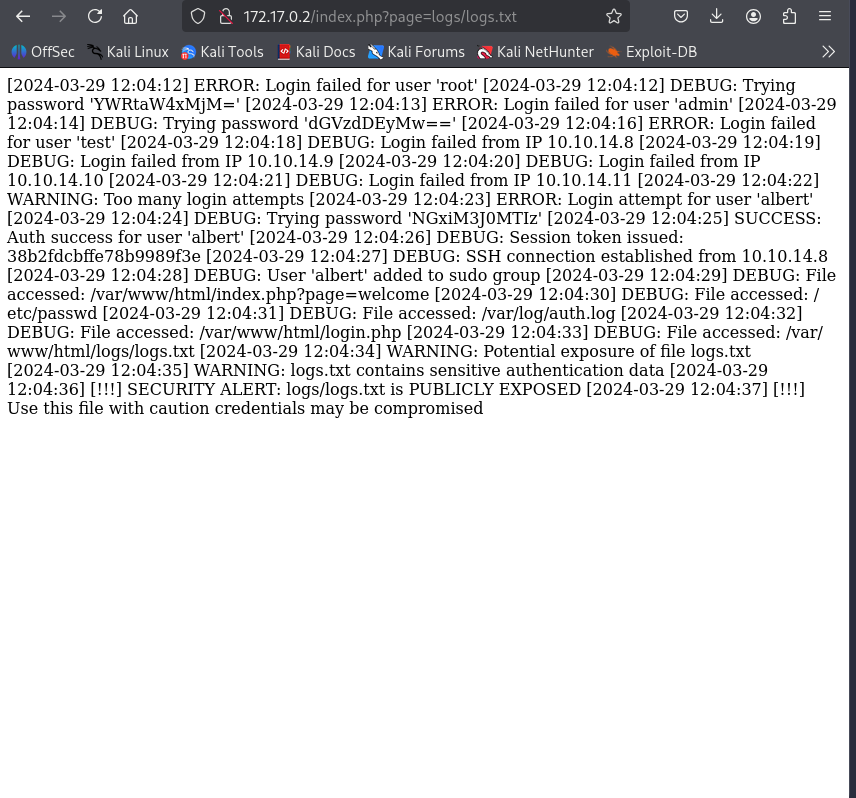 172.17.0.2/index.php?page=logs/logs.txt
OffSec Kali Linux Kali Tools Kali Docs Kali Forums Kali NetHunter Exploit-DB
[2024-03-29 12:04:12] ERROR: Login failed for user 'root' [2024-03-29 12:04:12] DEBUG: Trying
password 'YWRtaW4xMjM=' [2024-03-29 12:04:13] ERROR: Login failed for user 'admin' [2024-03-29
12:04:14] DEBUG: Trying password 'dGVzdDEyMw==' [2024-03-29 12:04:16] ERROR: Login failed
for user 'test' [2024-03-29 12:04:18] DEBUG: Login failed from IP 10.10.14.8 [2024-03-29 12:04:19]
DEBUG: Login failed from IP 10.10.14.9 [2024-03-29 12:04:20] DEBUG: Login failed from IP
10.10.14.10 [2024-03-29 12:04:21] DEBUG: Login failed from IP 10.10.14.11 [2024-03-29 12:04:22]
WARNING: Too many login attempts [2024-03-29 12:04:23] ERROR: Login attempt for user 'albert'
[2024-03-29 12:04:24] DEBUG: Trying password 'NGxiM3J0MTIz' [2024-03-29 12:04:25] SUCCESS:
Auth success for user 'albert' [2024-03-29 12:04:26] DEBUG: Session token issued:
38b2fdcbffe78b9989f3e [2024-03-29 12:04:27] DEBUG: SSH connection established from 10.10.14.8
[2024-03-29 12:04:28] DEBUG: User 'albert' added to sudo group [2024-03-29 12:04:29] DEBUG: File
accessed: /var/www/html/index.php?page=welcome [2024-03-29 12:04:30] DEBUG: File accessed: /
etc/passwd [2024-03-29 12:04:31] DEBUG: File accessed: /var/log/auth.log [2024-03-29 12:04:32]
DEBUG: File accessed: /var/www/html/login.php [2024-03-29 12:04:33] DEBUG: File accessed: /var/
www/html/logs/logs.txt [2024-03-29 12:04:34] WARNING: Potential exposure of file logs.txt
[2024-03-29 12:04:35] WARNING: logs.txt contains sensitive authentication data [2024-03-29
12:04:36] [!!!] SECURITY ALERT: logs/logs.txt is PUBLICLY EXPOSED [2024-03-29 12:04:37] [!!!]
Use this file with caution credentials may be compromised